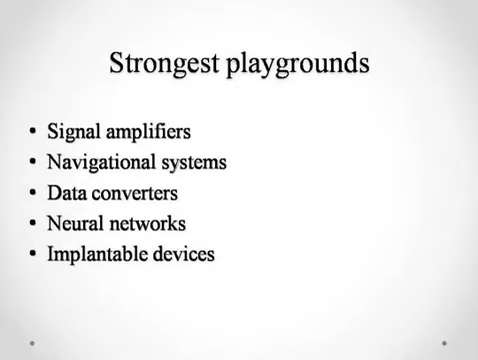 Strongest playgrounds
• Signal amplifiers
• Navigational systems
• Data converters
• Neural networks
• Implantable devices